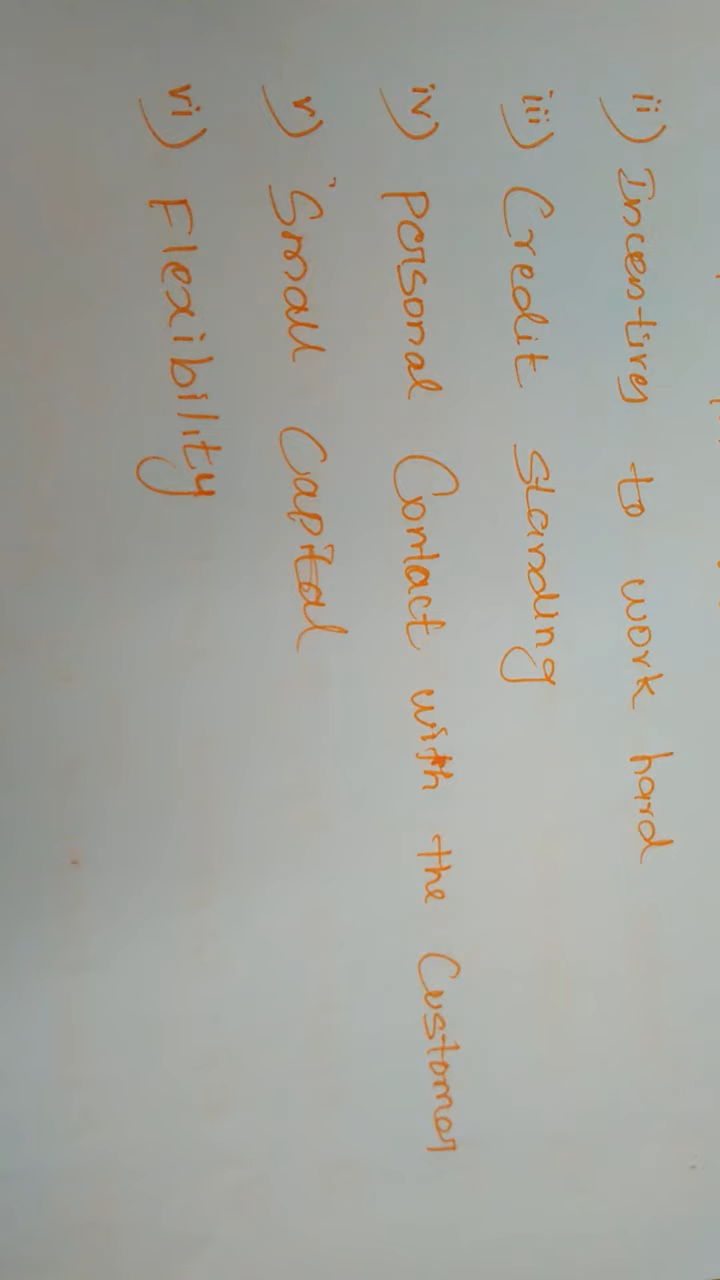 ii) Incentives to work hard
iii) Credit standing
iv) Personal Contact with the Customer
v) Small Capital
vi) Flexibility